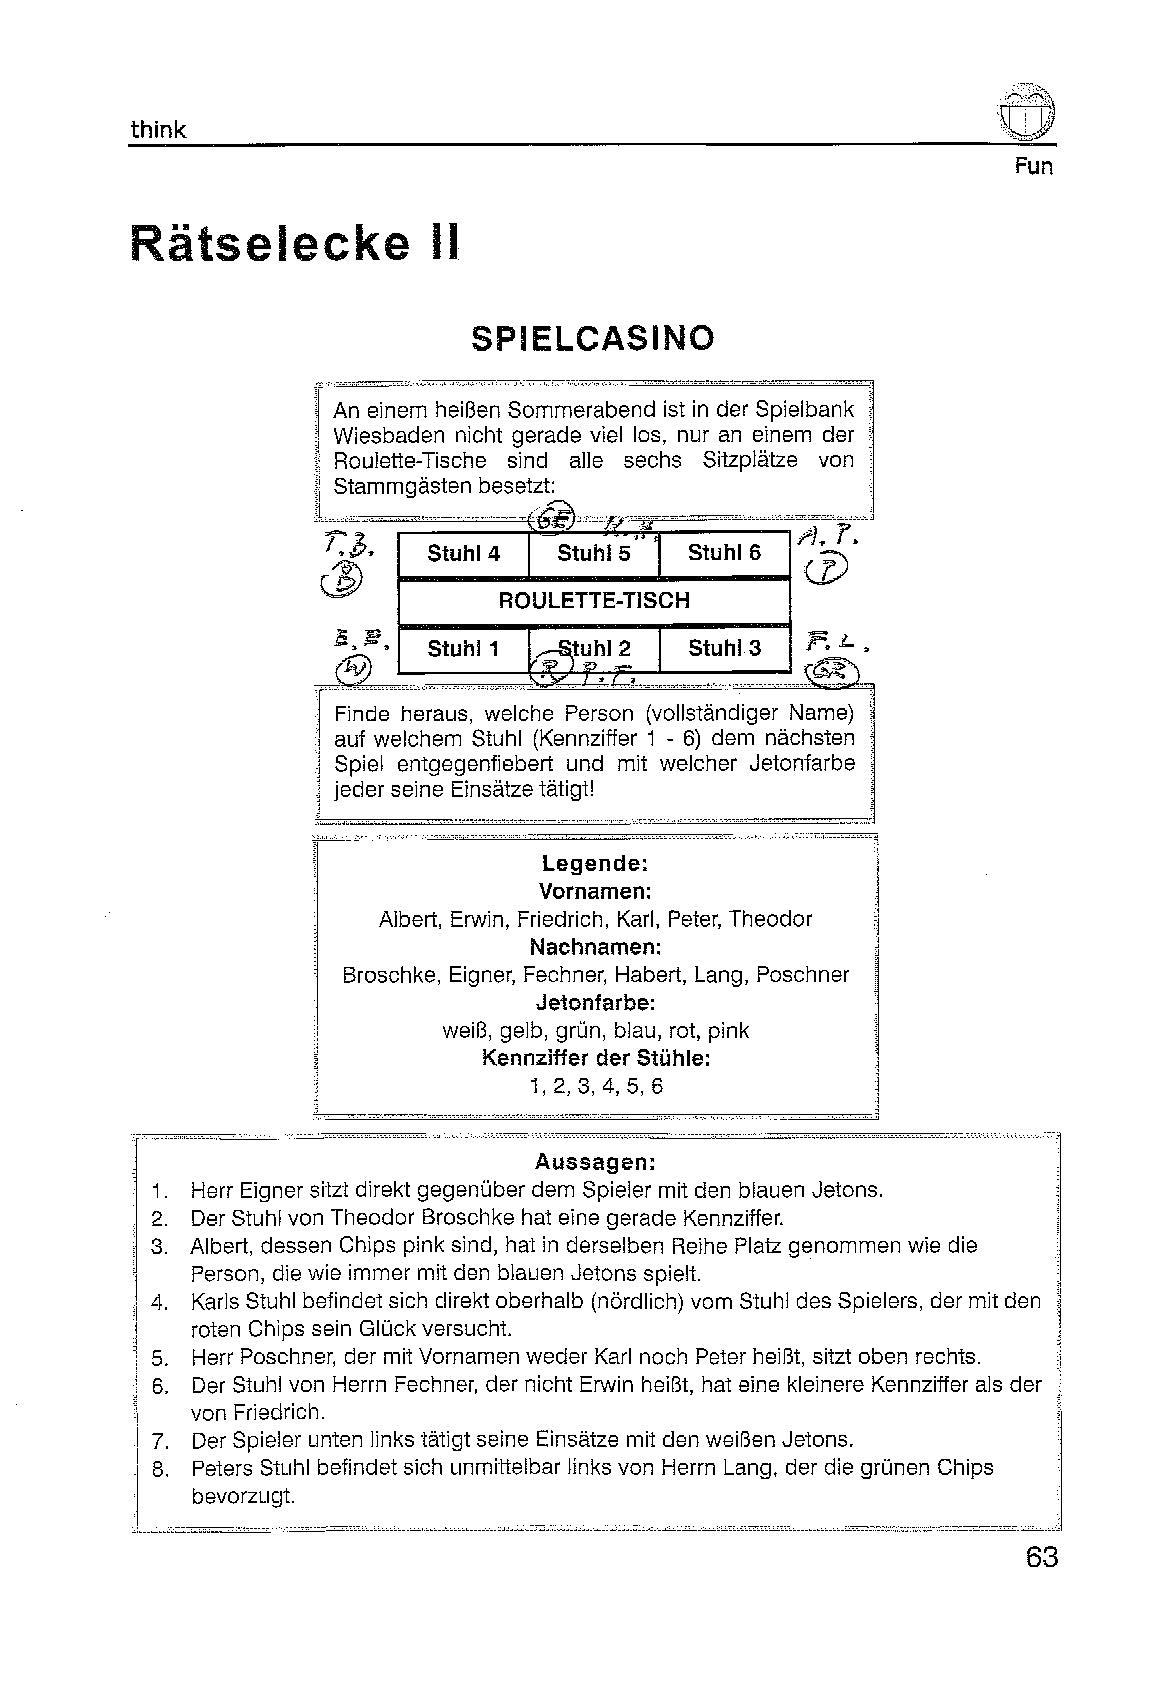 think
Fun
Rätselecke II
SPIELCASINO
An einem heißen Sommerabend ist in der Spielbank
Wiesbaden nicht gerade viel los, nur an einem der
Roulette-Tische sind alle sechs Sitzplätze von
Stammgästen besetzt:
GE K. H.
T.B. Stuhl 4 Stuhl 5 Stuhl 6 A. P.
B P
ROULETTE-TISCH
E. E. Stuhl 1 Stuhl 2 Stuhl 3 F. L.
W R P. F. GR
Finde heraus, welche Person (vollständiger Name)
auf welchem Stuhl (Kennziffer 1 - 6) dem nächsten
Spiel entgegenfiebert und mit welcher Jetonfarbe
jeder seine Einsätze tätigt!
Legende:
Vornamen:
Albert, Erwin, Friedrich, Karl, Peter, Theodor
Nachnamen:
Broschke, Eigner, Fechner, Habert, Lang, Poschner
Jetonfarbe:
weiß, gelb, grün, blau, rot, pink
Kennziffer der Stühle:
1, 2, 3, 4, 5, 6
Aussagen:
1. Herr Eigner sitzt direkt gegenüber dem Spieler mit den blauen Jetons.
2. Der Stuhl von Theodor Broschke hat eine gerade Kennziffer.
3. Albert, dessen Chips pink sind, hat in derselben Reihe Platz genommen wie die
Person, die wie immer mit den blauen Jetons spielt.
4. Karls Stuhl befindet sich direkt oberhalb (nördlich) vom Stuhl des Spielers, der mit den
roten Chips sein Glück versucht.
5. Herr Poschner, der mit Vornamen weder Karl noch Peter heißt, sitzt oben rechts.
6. Der Stuhl von Herrn Fechner, der nicht Erwin heißt, hat eine kleinere Kennziffer als der
von Friedrich.
7. Der Spieler unten links tätigt seine Einsätze mit den weißen Jetons.
8. Peters Stuhl befindet sich unmittelbar links von Herrn Lang, der die grünen Chips
bevorzugt.
63